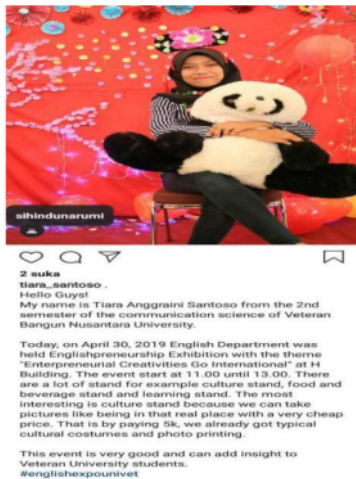 sihindunarumi
2 suka
tiara_santoso .
Hello Guys!
My name is Tiara Anggraini Santoso from the 2nd
semester of the communication science of Veteran
Bangun Nusantara University.
Today, on April 30, 2019 English Department was
held Englishpreneurship Exhibition with the theme
"Enterpreneurial Creativities Go International" at H
Building. The event start at 11.00 until 13.00. There
are a lot of stand for example culture stand, food and
beverage stand and learning stand. The most
interesting is culture stand because we can take
pictures like being in that real place with a very cheap
price. That is by paying 5k, we already got typical
cultural costumes and photo printing.
This event is very good and can add insight to
Veteran University students.
#englishexpounivet